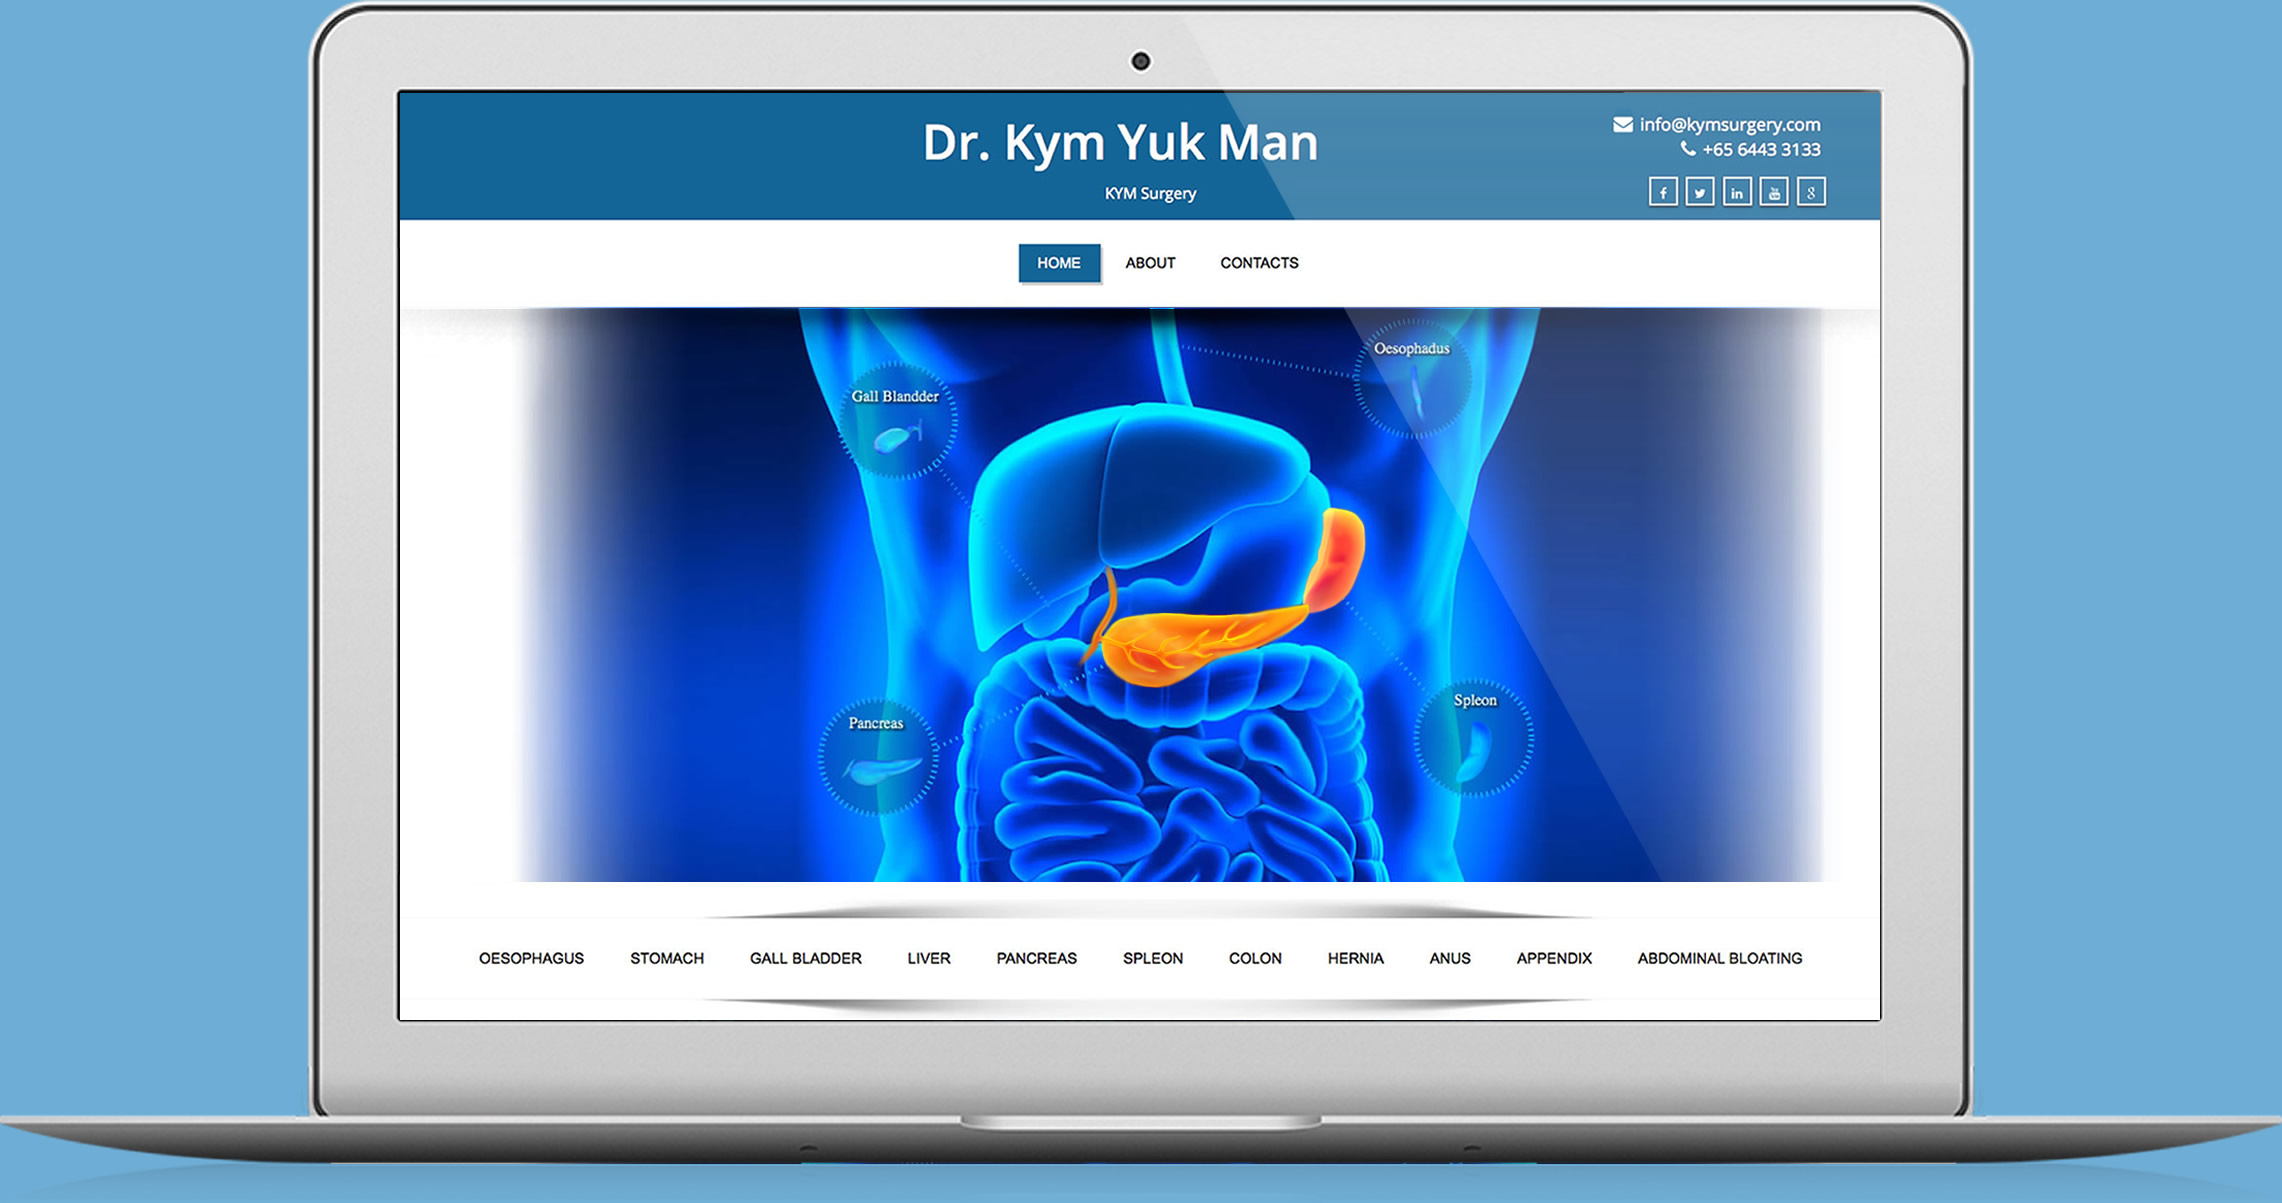 Dr. Kym Yuk Man
KYM Surgery
info@kymsurgery.com
+65 6443 3133
HOME ABOUT CONTACTS
Oesophadus
Gall Blandder
Spleon
Pancreas
OESOPHAGUS STOMACH GALL BLADDER LIVER PANCREAS SPLEON COLON HERNIA ANUS APPENDIX ABDOMINAL BLOATING